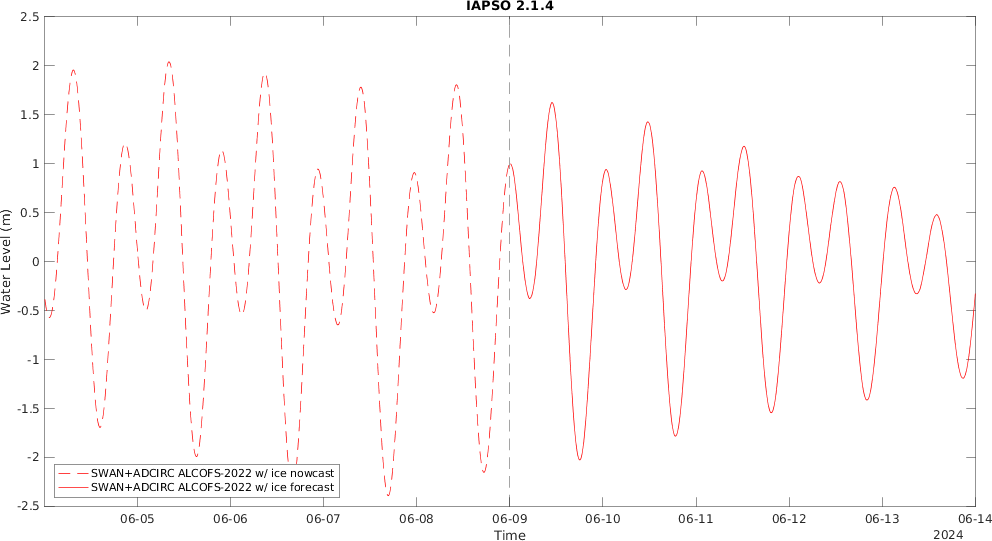 IAPSO 2.1.4
2.5
2
1.5
1
0.5
0
-0.5
-1
-1.5
-2
-2.5
Water Level (m)
SWAN+ADCIRC ALCOFS-2022 w/ ice nowcast
SWAN+ADCIRC ALCOFS-2022 w/ ice forecast
06-05 06-06 06-07 06-08 06-09 06-10 06-11 06-12 06-13 06-14
Time
2024